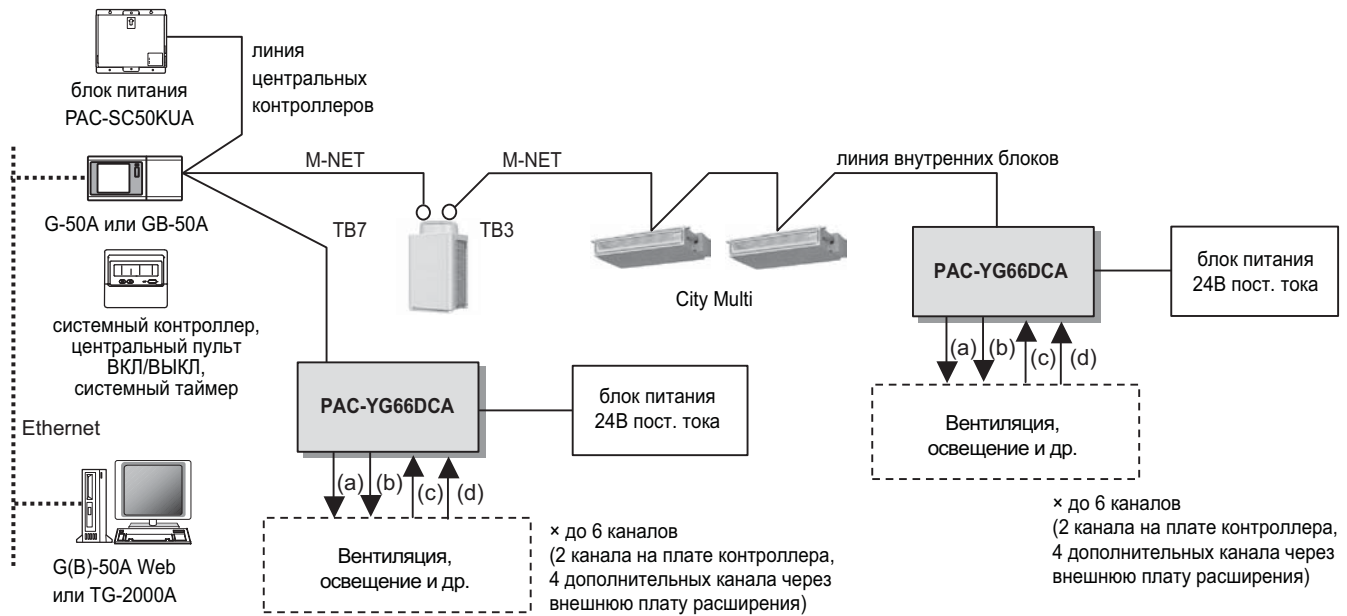 блок питания
PAC-SC50KUA
линия
центральных
контроллеров
M-NET
M-NET
линия внутренних блоков
G-50A или GB-50A
TB7
TB3
City Multi
PAC-YG66DCA
блок питания
24В пост. тока
системный контроллер,
центральный пульт
ВКЛ/ВЫКЛ,
системный таймер
(a)
(b)
(c)
(d)
Вентиляция,
освещение и др.
PAC-YG66DCA
блок питания
24В пост. тока
Ethernet
(a)
(b)
(c)
(d)
× до 6 каналов
(2 канала на плате контроллера,
4 дополнительных канала через
внешнюю плату расширения)
Вентиляция,
освещение и др.
× до 6 каналов
(2 канала на плате контроллера,
4 дополнительных канала через
внешнюю плату расширения)
G(B)-50A Web
или TG-2000A